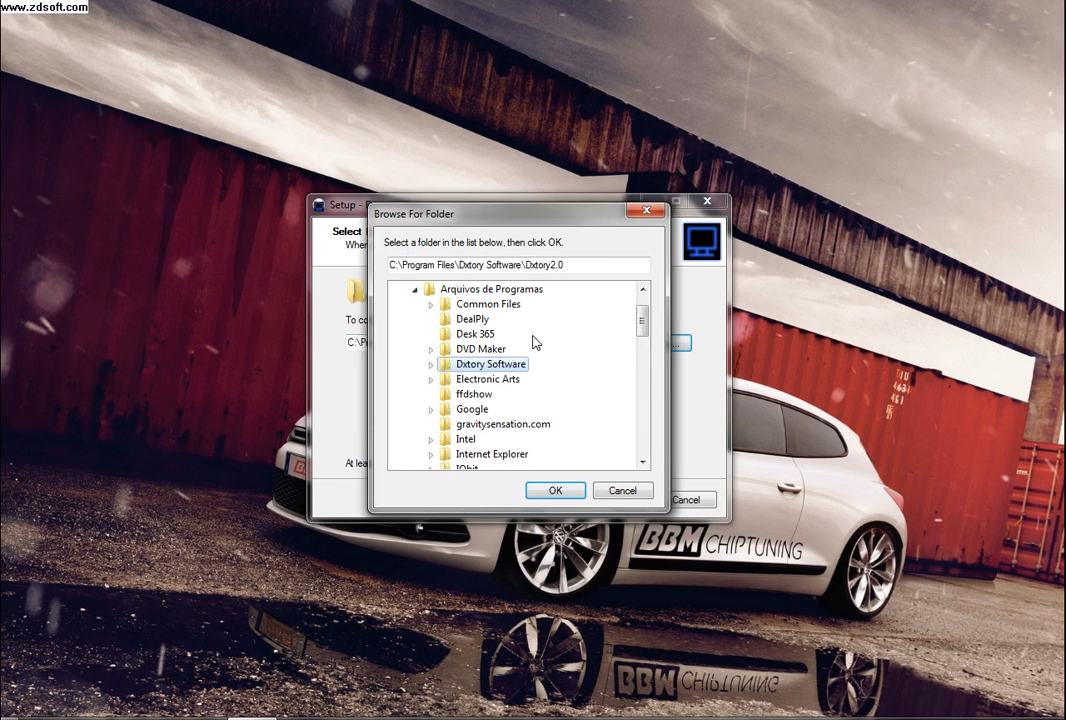 www.zdsoft.com
Setup -
Browse For Folder
Select
Select a folder in the list below, then click OK.
C:\Program Files\Dxtory Software\Dxtory2.0
Arquivos de Programas
Common Files
DealPly
Desk 365
DVD Maker
Dxtory Software
Electronic Arts
ffdshow
Google
gravitysensation.com
Intel
Internet Explorer
IObit
To co
C:\P
...
At lea
OK
Cancel
Cancel
BBM CHIPTUNING